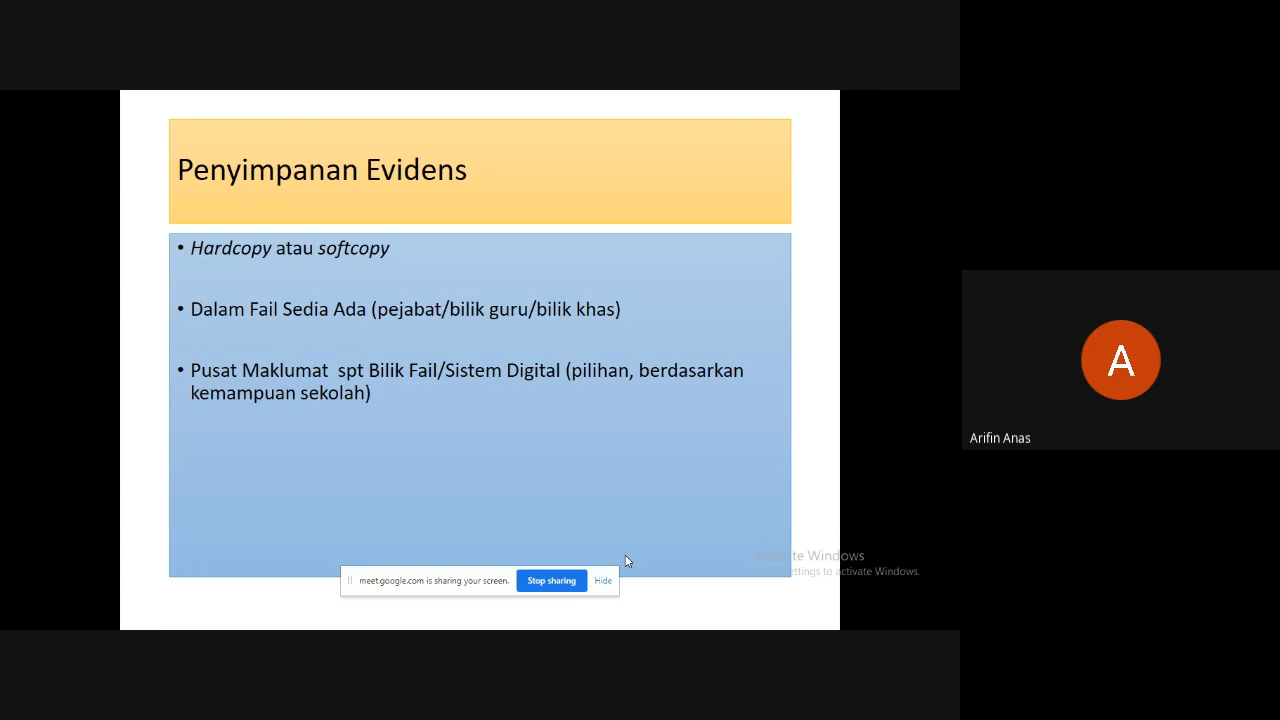 Penyimpanan Evidens
• Hardcopy atau softcopy
• Dalam Fail Sedia Ada (pejabat/bilik guru/bilik khas)
• Pusat Maklumat spt Bilik Fail/Sistem Digital (pilihan, berdasarkan
kemampuan sekolah)
A
Arifin Anas
Activate Windows
settings to activate Windows.
meet.google.com is sharing your screen. Stop sharing Hide